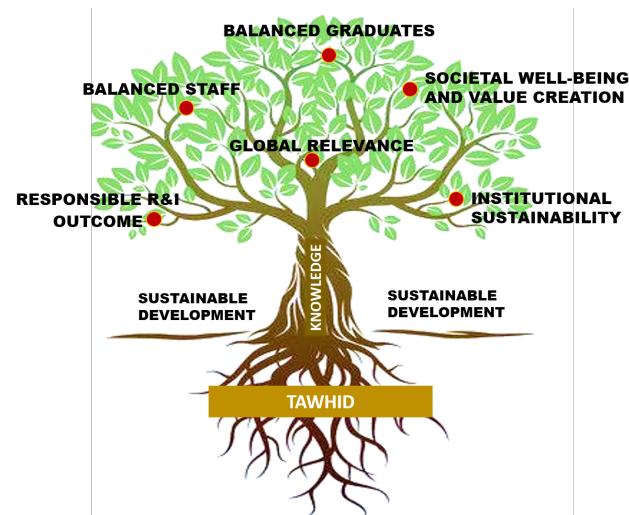 BALANCED GRADUATES
SOCIETAL WELL-BEING
AND VALUE CREATION
BALANCED STAFF
GLOBAL RELEVANCE
RESPONSIBLE R&I
OUTCOME
INSTITUTIONAL
SUSTAINABILITY
KNOWLEDGE
SUSTAINABLE
DEVELOPMENT
SUSTAINABLE
DEVELOPMENT
TAWHID